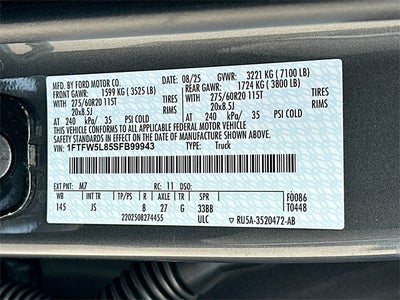 MFD. BY FORD MOTOR CO.
08/25 GVWR: 3221 KG ( 7100 LB)
FRONT GAWR: 1599 KG ( 3525 LB) REAR GAWR: 1724 KG ( 3800 LB)
275/60R20 115T TIRES 275/60R20 115T TIRES
20x8.5J RIMS 20x8.5J RIMS
AT 240 kPa/ 35 PSI COLD AT 240 kPa/ 35 PSI COLD
THIS VEHICLE CONFORMS TO ALL APPLICABLE FEDERAL MOTOR VEHICLE
SAFETY STANDARDS IN EFFECT ON THE DATE OF MANUFACTURE SHOWN ABOVE.
VIN: 1FTFW5L85SFB99943 TYPE: Truck
EXT PNT: M7 RC: 11 DSO: F0086
WB INT TR TP/PS R AXLE TR SPR T0448
145 JS 8 27 G 33BB
2202508274455 ULC RU5A-3520472-AB